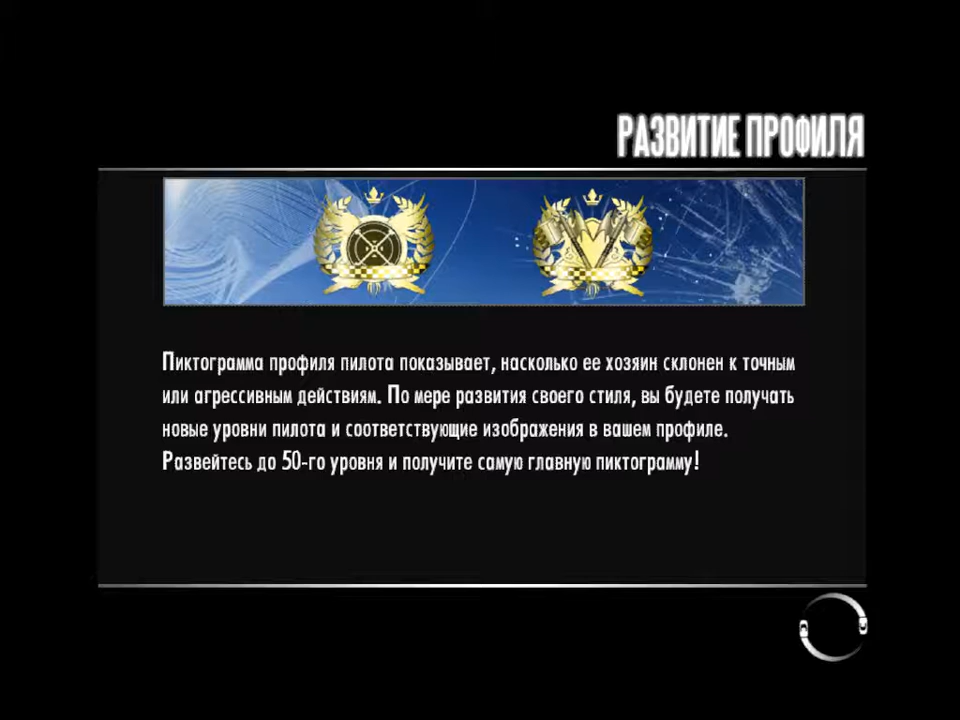 РАЗВИТИЕ ПРОФИЛЯ
Пиктограмма профиля пилота показывает, насколько ее хозяин склонен к точным
или агрессивным действиям. По мере развития своего стиля, вы будете получать
новые уровни пилота и соответствующие изображения в вашем профиле.
Развейтесь до 50-го уровня и получите самую главную пиктограмму!